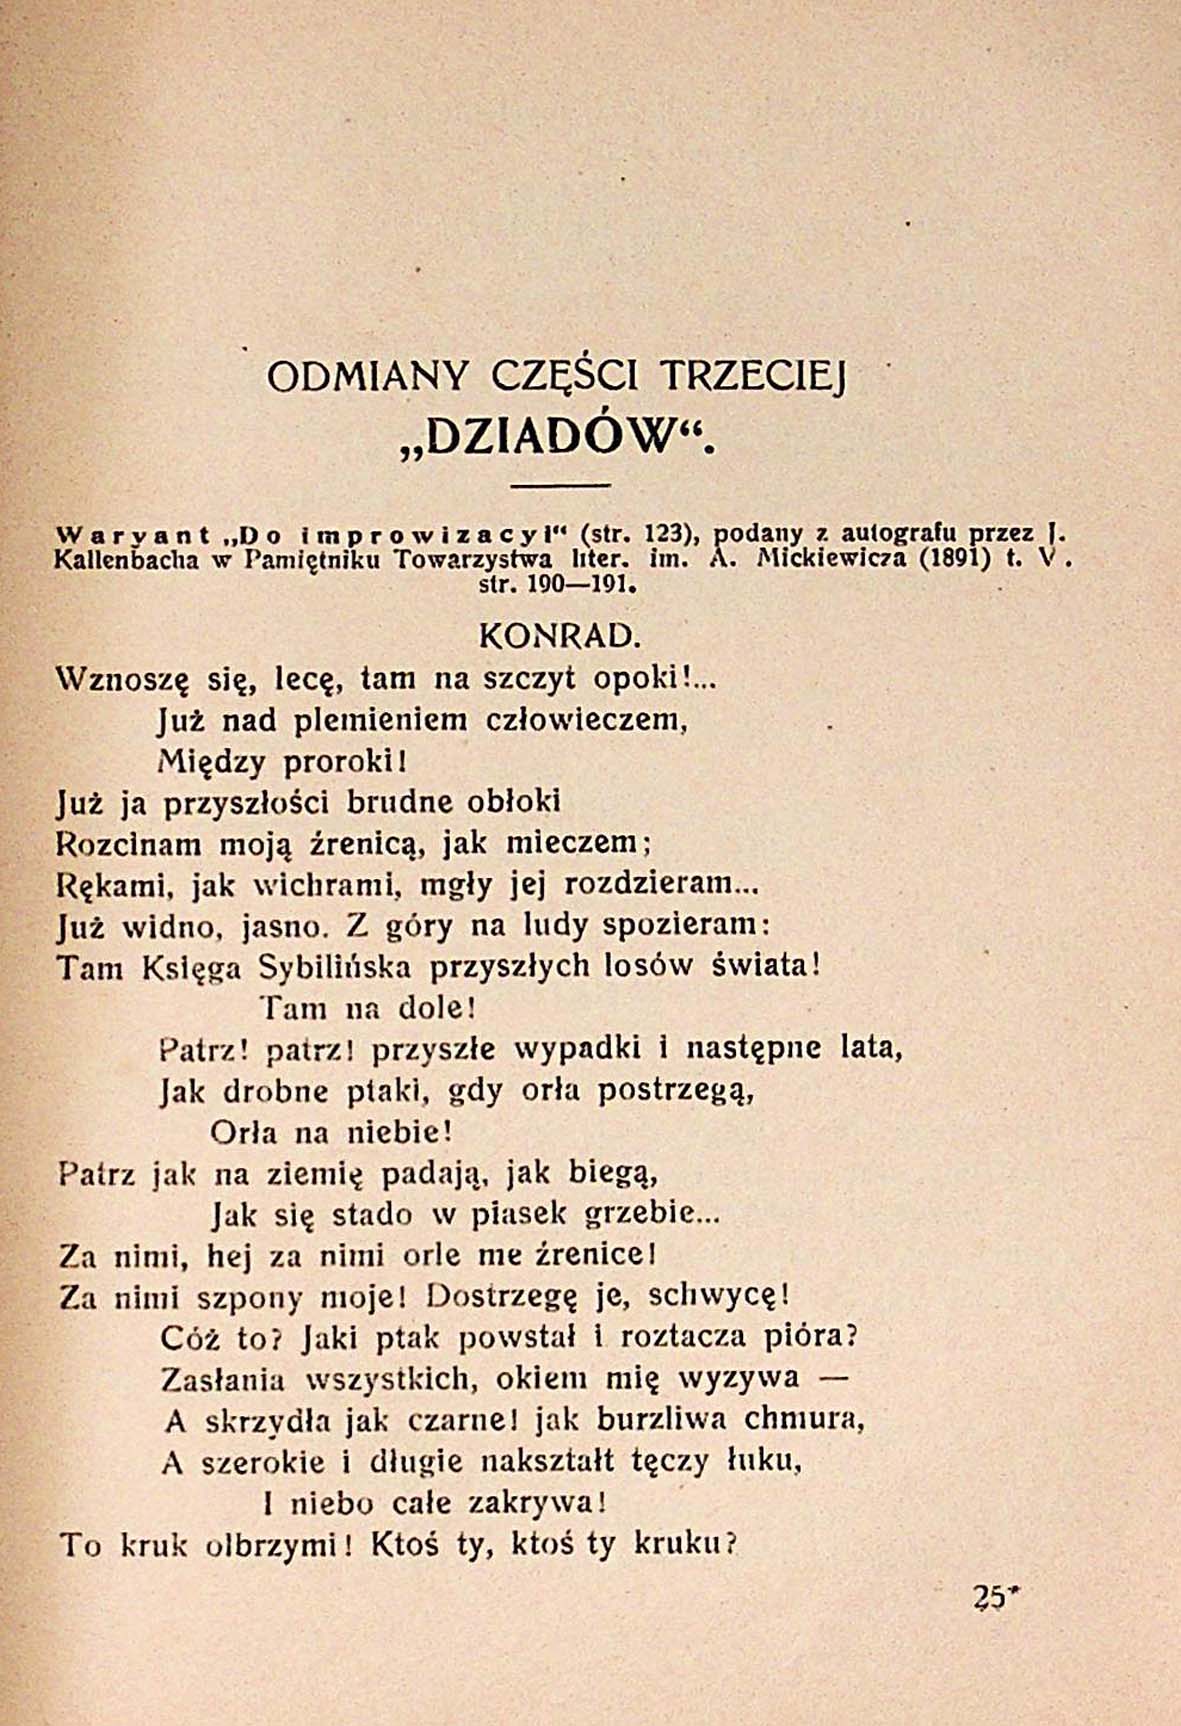 ODMIANY CZĘŚCI TRZECIEJ
„DZIADÓW“.
Waryant „Do improwizacyi“ (str. 123), podany z autografu przez J.
Kallenbacha w Pamiętniku Towarzystwa liter. im. A. Mickiewicza (1891) t. V.
str. 190—191.
KONRAD.
Wznoszę się, lecę, tam na szczyt opoki!...
Już nad plemieniem człowieczem,
Między proroki!
Już ja przyszłości brudne obłoki
Rozcinam moją źrenicą, jak mieczem;
Rękami, jak wichrami, mgły jej rozdzieram...
Już widno, jasno. Z góry na ludy spozieram:
Tam Księga Sybilińska przyszłych losów świata!
Tam na dole!
Patrz! patrz! przyszłe wypadki i następne lata,
Jak drobne ptaki, gdy orła postrzegą,
Orła na niebie!
Patrz jak na ziemię padają, jak biegą,
Jak się stado w piasek grzebie...
Za nimi, hej za nimi orle me źrenice!
Za nimi szpony moje! Dostrzegę je, schwycę!
Cóż to? Jaki ptak powstał i roztacza pióra?
Zasłania wszystkich, okiem mię wyzywa —
A skrzydła jak czarne! jak burzliwa chmura,
A szerokie i długie nakształt tęczy łuku,
I niebo całe zakrywa!
To kruk olbrzymi! Ktoś ty, ktoś ty kruku?
25*